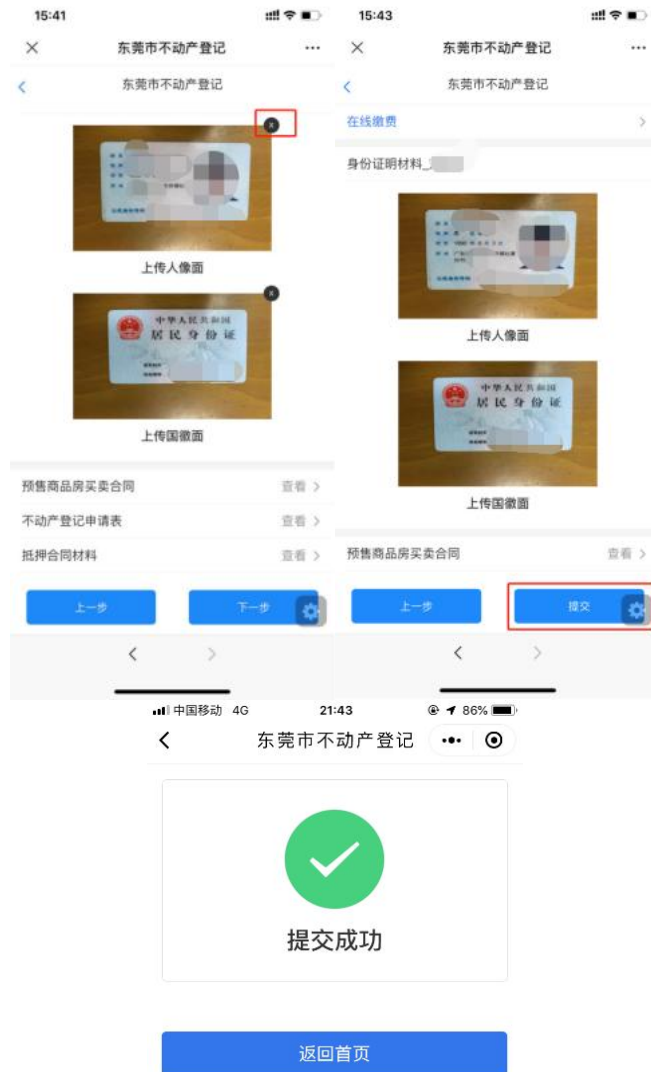 15:41
东莞市不动产登记
东莞市不动产登记
上传人像面
中华人民共和国
居民身份证
上传国徽面
预售商品房买卖合同
查看
不动产登记申请表
查看
抵押合同材料
查看
上一步
下一步
15:43
东莞市不动产登记
东莞市不动产登记
在线缴费
身份证明材料_
上传人像面
中华人民共和国
居民身份证
上传国徽面
预售商品房买卖合同
查看
上一步
提交
中国移动 4G
21:43
86%
东莞市不动产登记
提交成功
返回首页